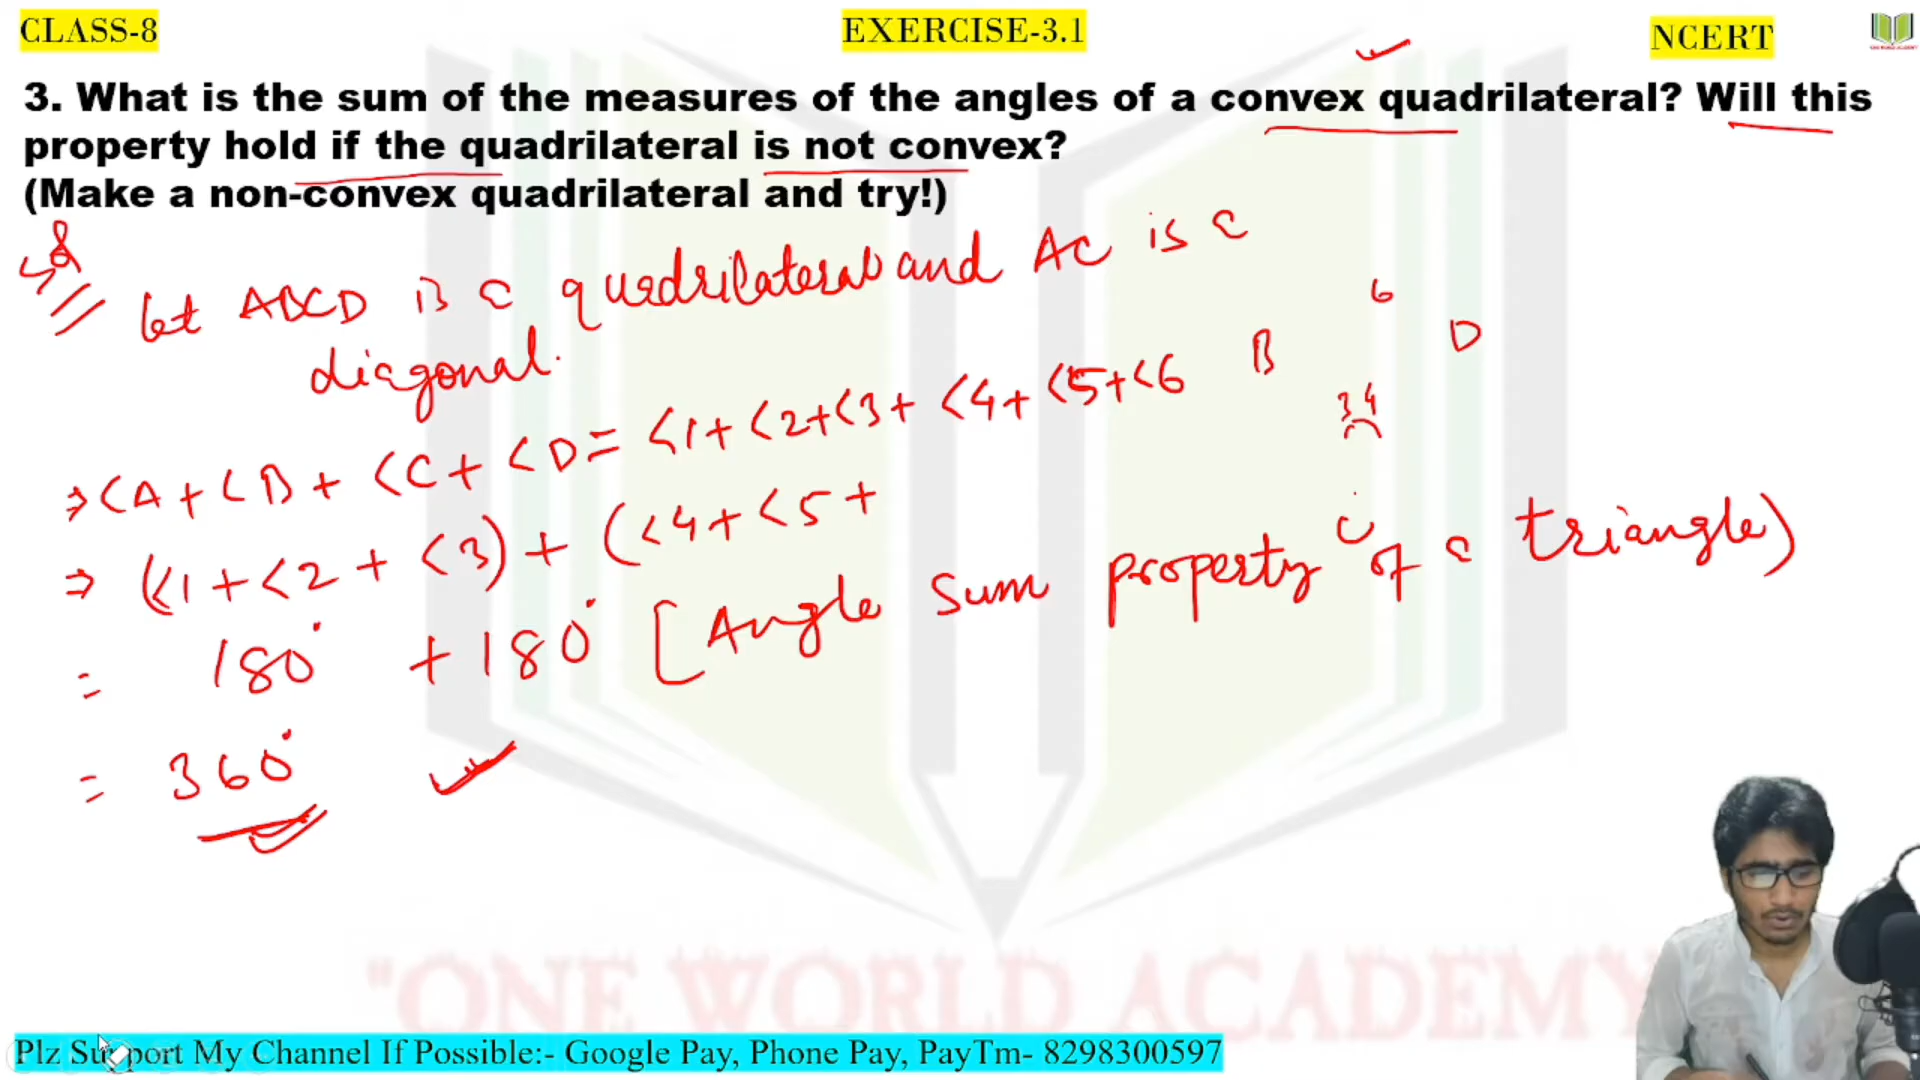 CLASS-8
EXERCISE-3.1
NCERT
3. What is the sum of the measures of the angles of a convex quadrilateral? Will this
property hold if the quadrilateral is not convex?
(Make a non-convex quadrilateral and try!)
let ABCD is a quadrilateral and AC is a
diagonal.
6
B
D
3 4
⇒ <A + <B + <C + <D = <1 + <2 + <3 + <4 + <5 + <6
⇒ (<1 + <2 + <3) + (<4 + <5 +
C
= 180° + 180° [Angle Sum property of a triangle)
= 360°
"ONE WORLD ACADEMY
Plz Support My Channel If Possible:- Google Pay, Phone Pay, PayTm- 8298300597